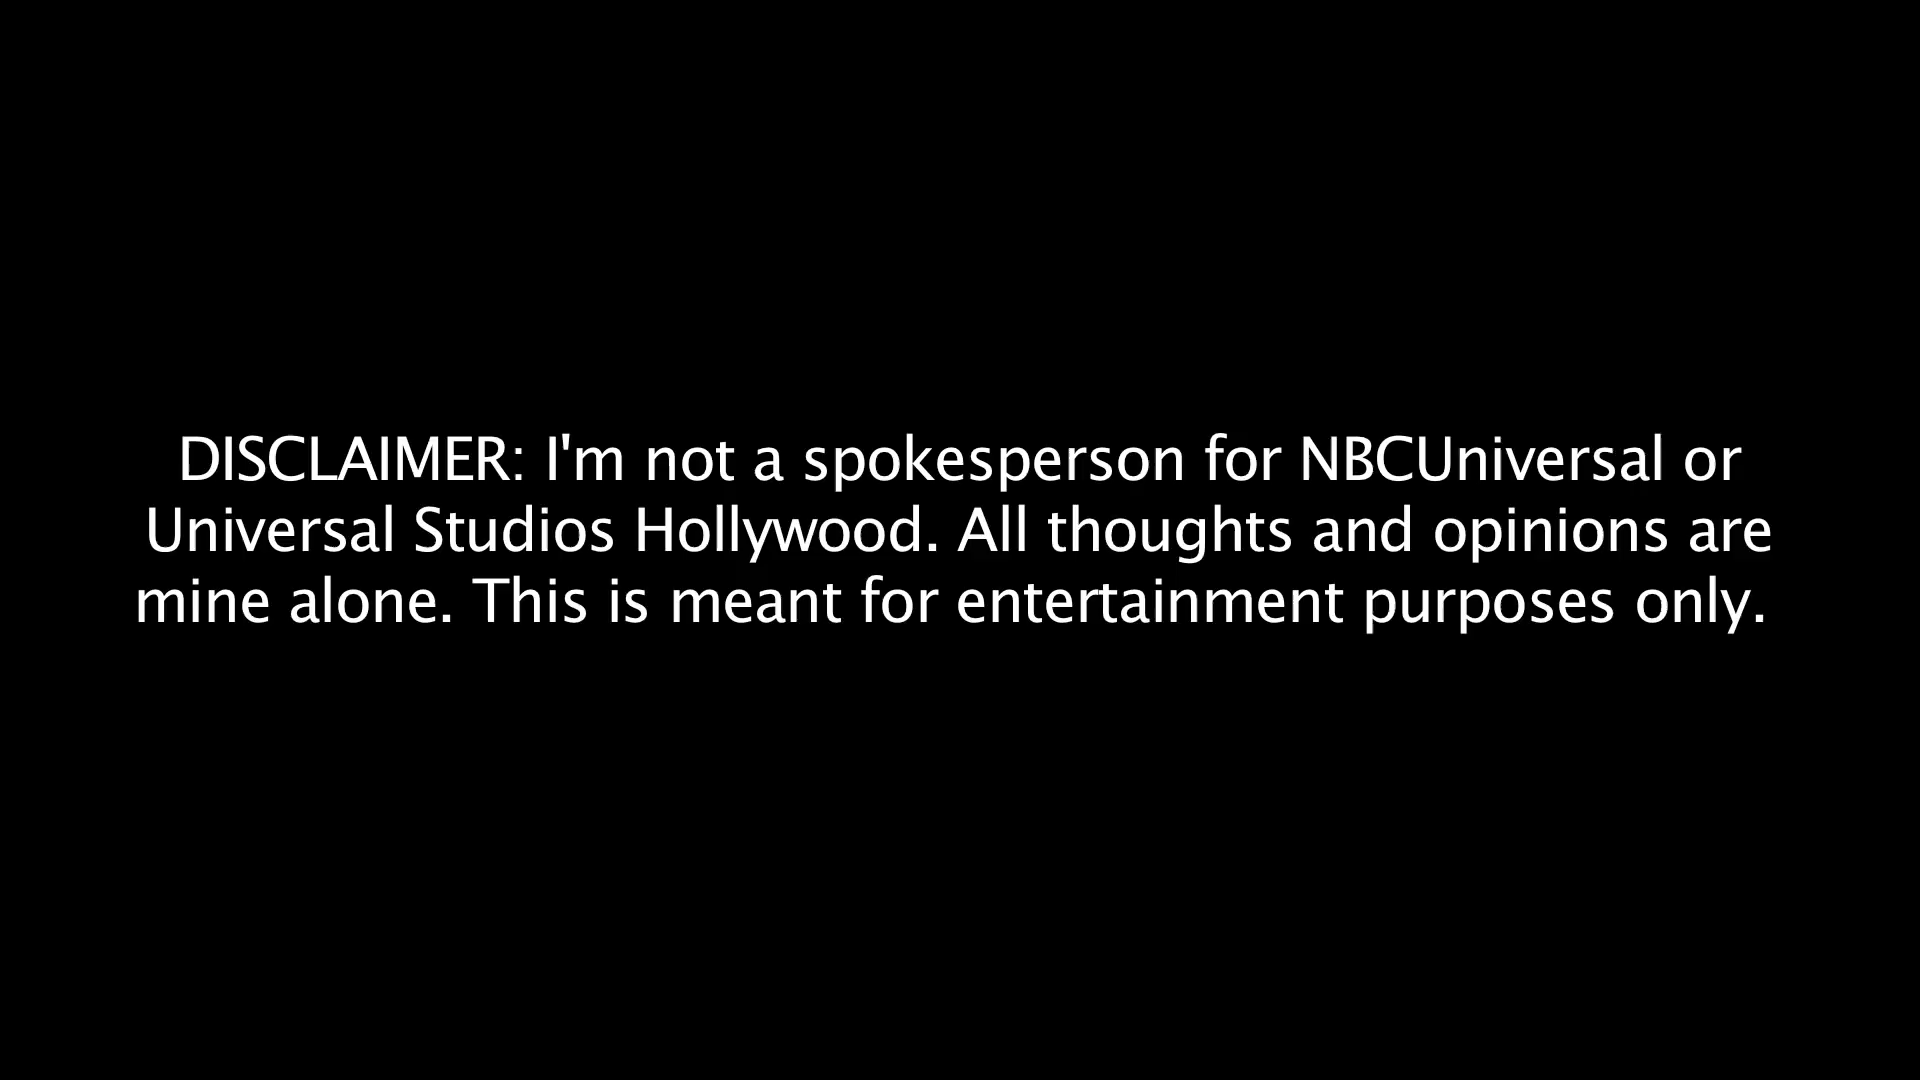 DISCLAIMER: I'm not a spokesperson for NBCUniversal or
Universal Studios Hollywood. All thoughts and opinions are
mine alone. This is meant for entertainment purposes only.